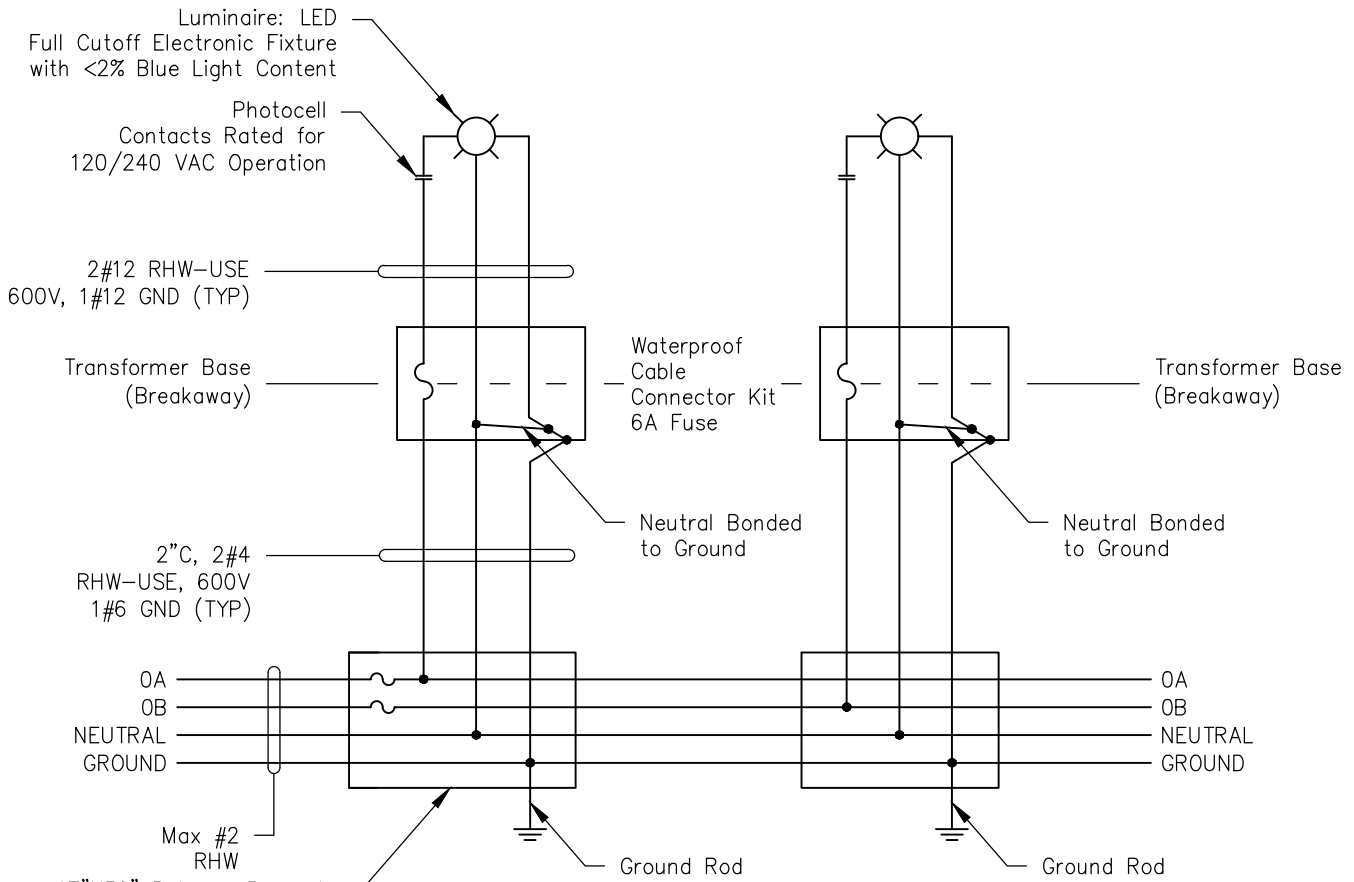 Luminaire: LED
Full Cutoff Electronic Fixture
with <2% Blue Light Content
Photocell
Contacts Rated for
120/240 VAC Operation
2#12 RHW-USE
600V, 1#12 GND (TYP)
Transformer Base
(Breakaway)
Waterproof
Cable
Connector Kit
6A Fuse
Transformer Base
(Breakaway)
Neutral Bonded
to Ground
Neutral Bonded
to Ground
2"C, 2#4
RHW-USE, 600V
1#6 GND (TYP)
0A
0B
NEUTRAL
GROUND
0A
0B
NEUTRAL
GROUND
Max #2
RHW
Ground Rod
Ground Rod